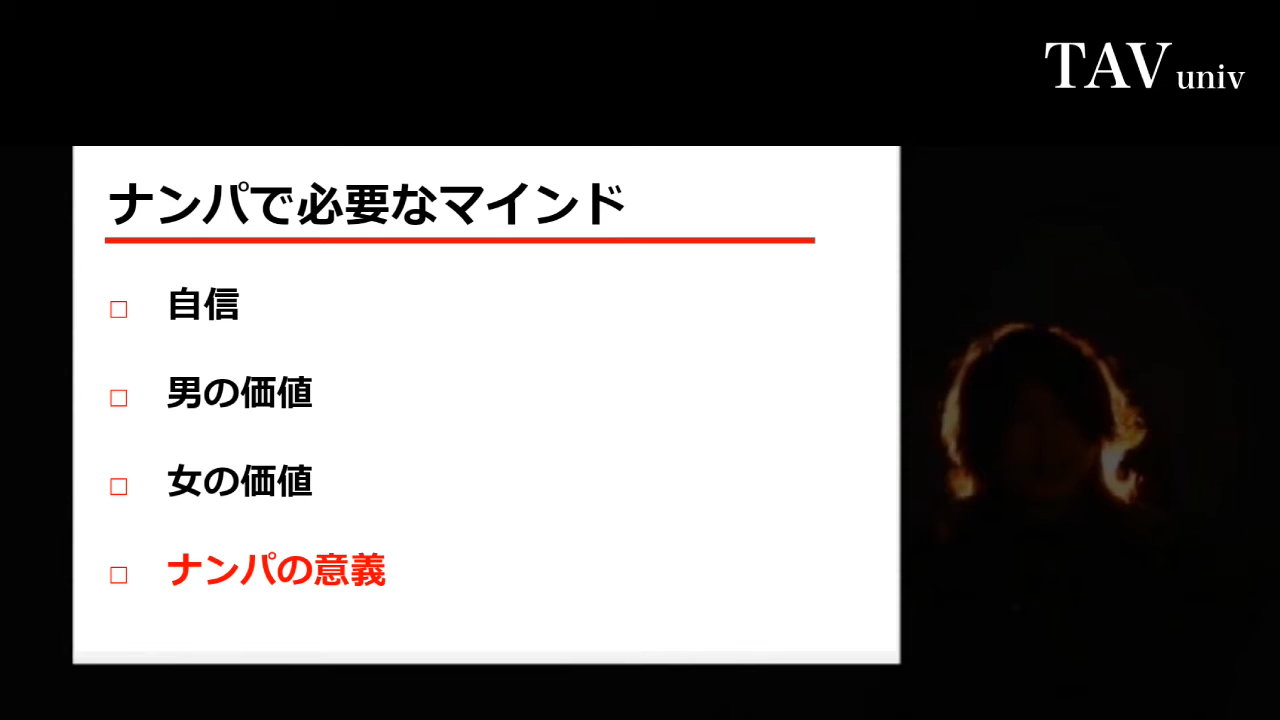 TAV univ
ナンパで必要なマインド
□ 自信
□ 男の価値
□ 女の価値
□ ナンパの意義